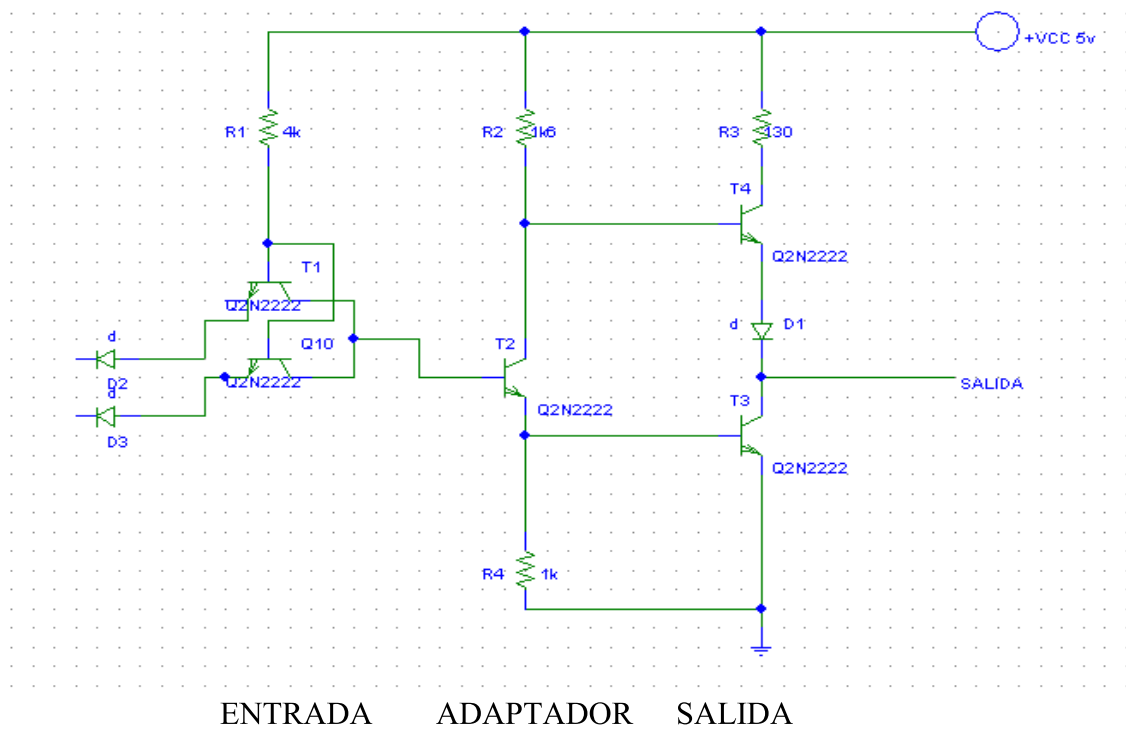 +VCC 5v
R1 4k
R2 1k6
R3 130
T4
Q2N2222
T1
Q2N2222
d
D1
d
D2
Q10
Q2N2222
T2
Q2N2222
SALIDA
d
D3
T3
Q2N2222
R4 1k
ENTRADA ADAPTADOR SALIDA